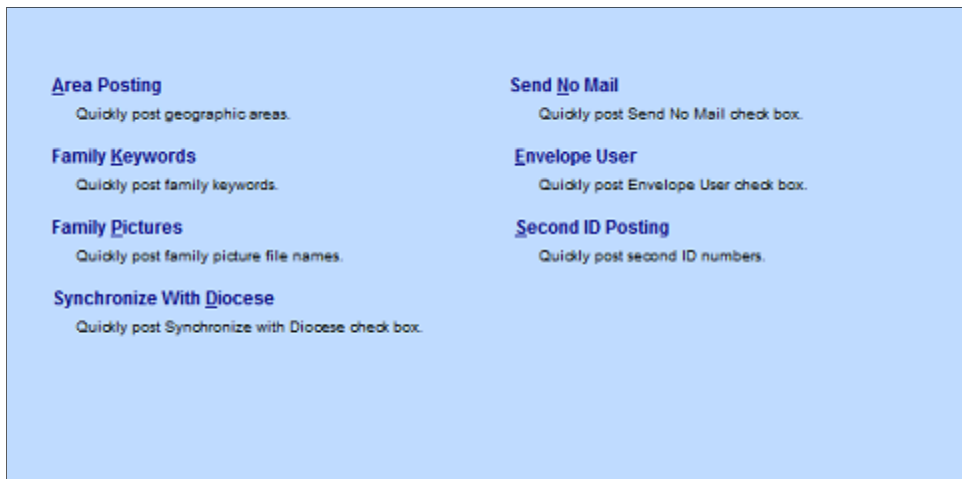 Area Posting
Quickly post geographic areas.
Family Keywords
Quickly post family keywords.
Family Pictures
Quickly post family picture file names.
Synchronize With Diocese
Quickly post Synchronize with Diocese check box.
Send No Mail
Quickly post Send No Mail check box.
Envelope User
Quickly post Envelope User check box.
Second ID Posting
Quickly post second ID numbers.